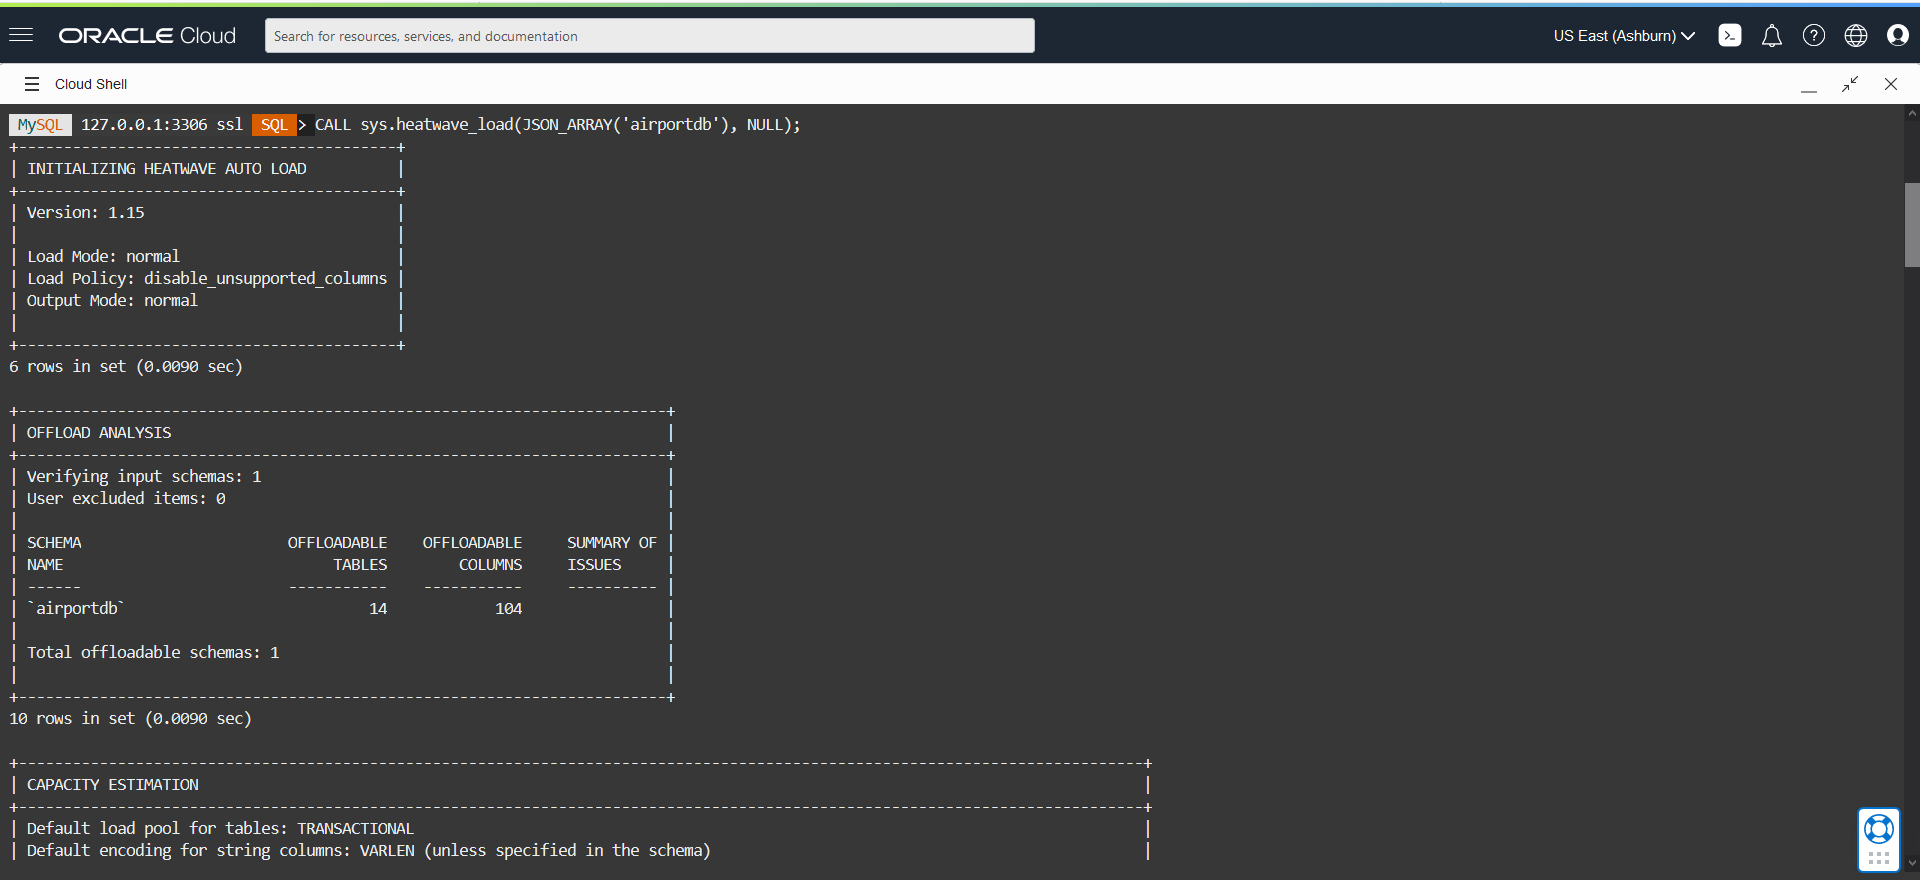 ORACLE Cloud
Search for resources, services, and documentation
US East (Ashburn)
Cloud Shell
MySQL 127.0.0.1:3306 ssl SQL > CALL sys.heatwave_load(JSON_ARRAY('airportdb'), NULL);
+------------------------------------------+
| INITIALIZING HEATWAVE AUTO LOAD |
+------------------------------------------+
| Version: 1.15 |
| |
| Load Mode: normal |
| Load Policy: disable_unsupported_columns |
| Output Mode: normal |
| |
+------------------------------------------+
6 rows in set (0.0090 sec)
+------------------------------------------------------------------------+
| OFFLOAD ANALYSIS |
+------------------------------------------------------------------------+
| Verifying input schemas: 1 |
| User excluded items: 0 |
| |
| SCHEMA OFFLOADABLE OFFLOADABLE SUMMARY OF |
| NAME TABLES COLUMNS ISSUES |
| ------ ----------- ----------- ---------- |
| `airportdb` 14 104 |
| |
| Total offloadable schemas: 1 |
| |
+------------------------------------------------------------------------+
10 rows in set (0.0090 sec)
+-----------------------------------------------------------------------------------------------------------------------------+
| CAPACITY ESTIMATION |
+-----------------------------------------------------------------------------------------------------------------------------+
| Default load pool for tables: TRANSACTIONAL |
| Default encoding for string columns: VARLEN (unless specified in the schema) |